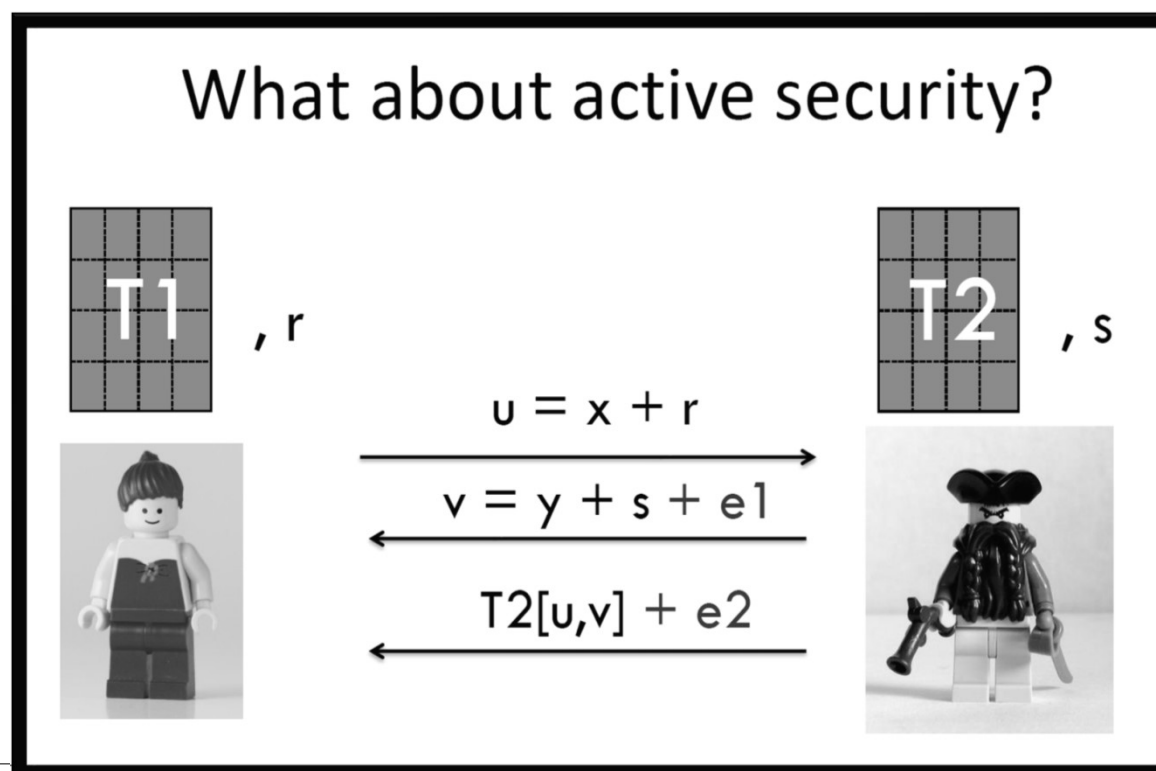 What about active security?
T1 , r
T2 , s
u = x + r
v = y + s + e1
T2[u,v] + e2